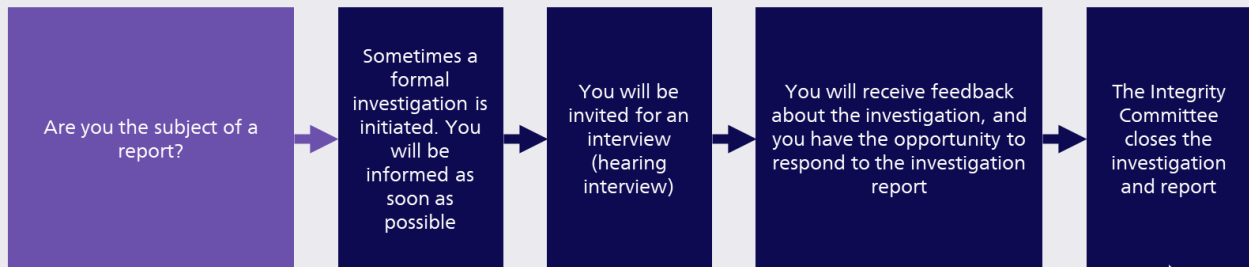 Are you the subject of a
report?
Sometimes a
formal
investigation is
initiated. You
will be
informed as
soon as
possible
You will be
invited for an
interview
(hearing
interview)
You will receive feedback
about the investigation, and
you have the opportunity to
respond to the investigation
report
The Integrity
Committee
closes the
investigation
and report